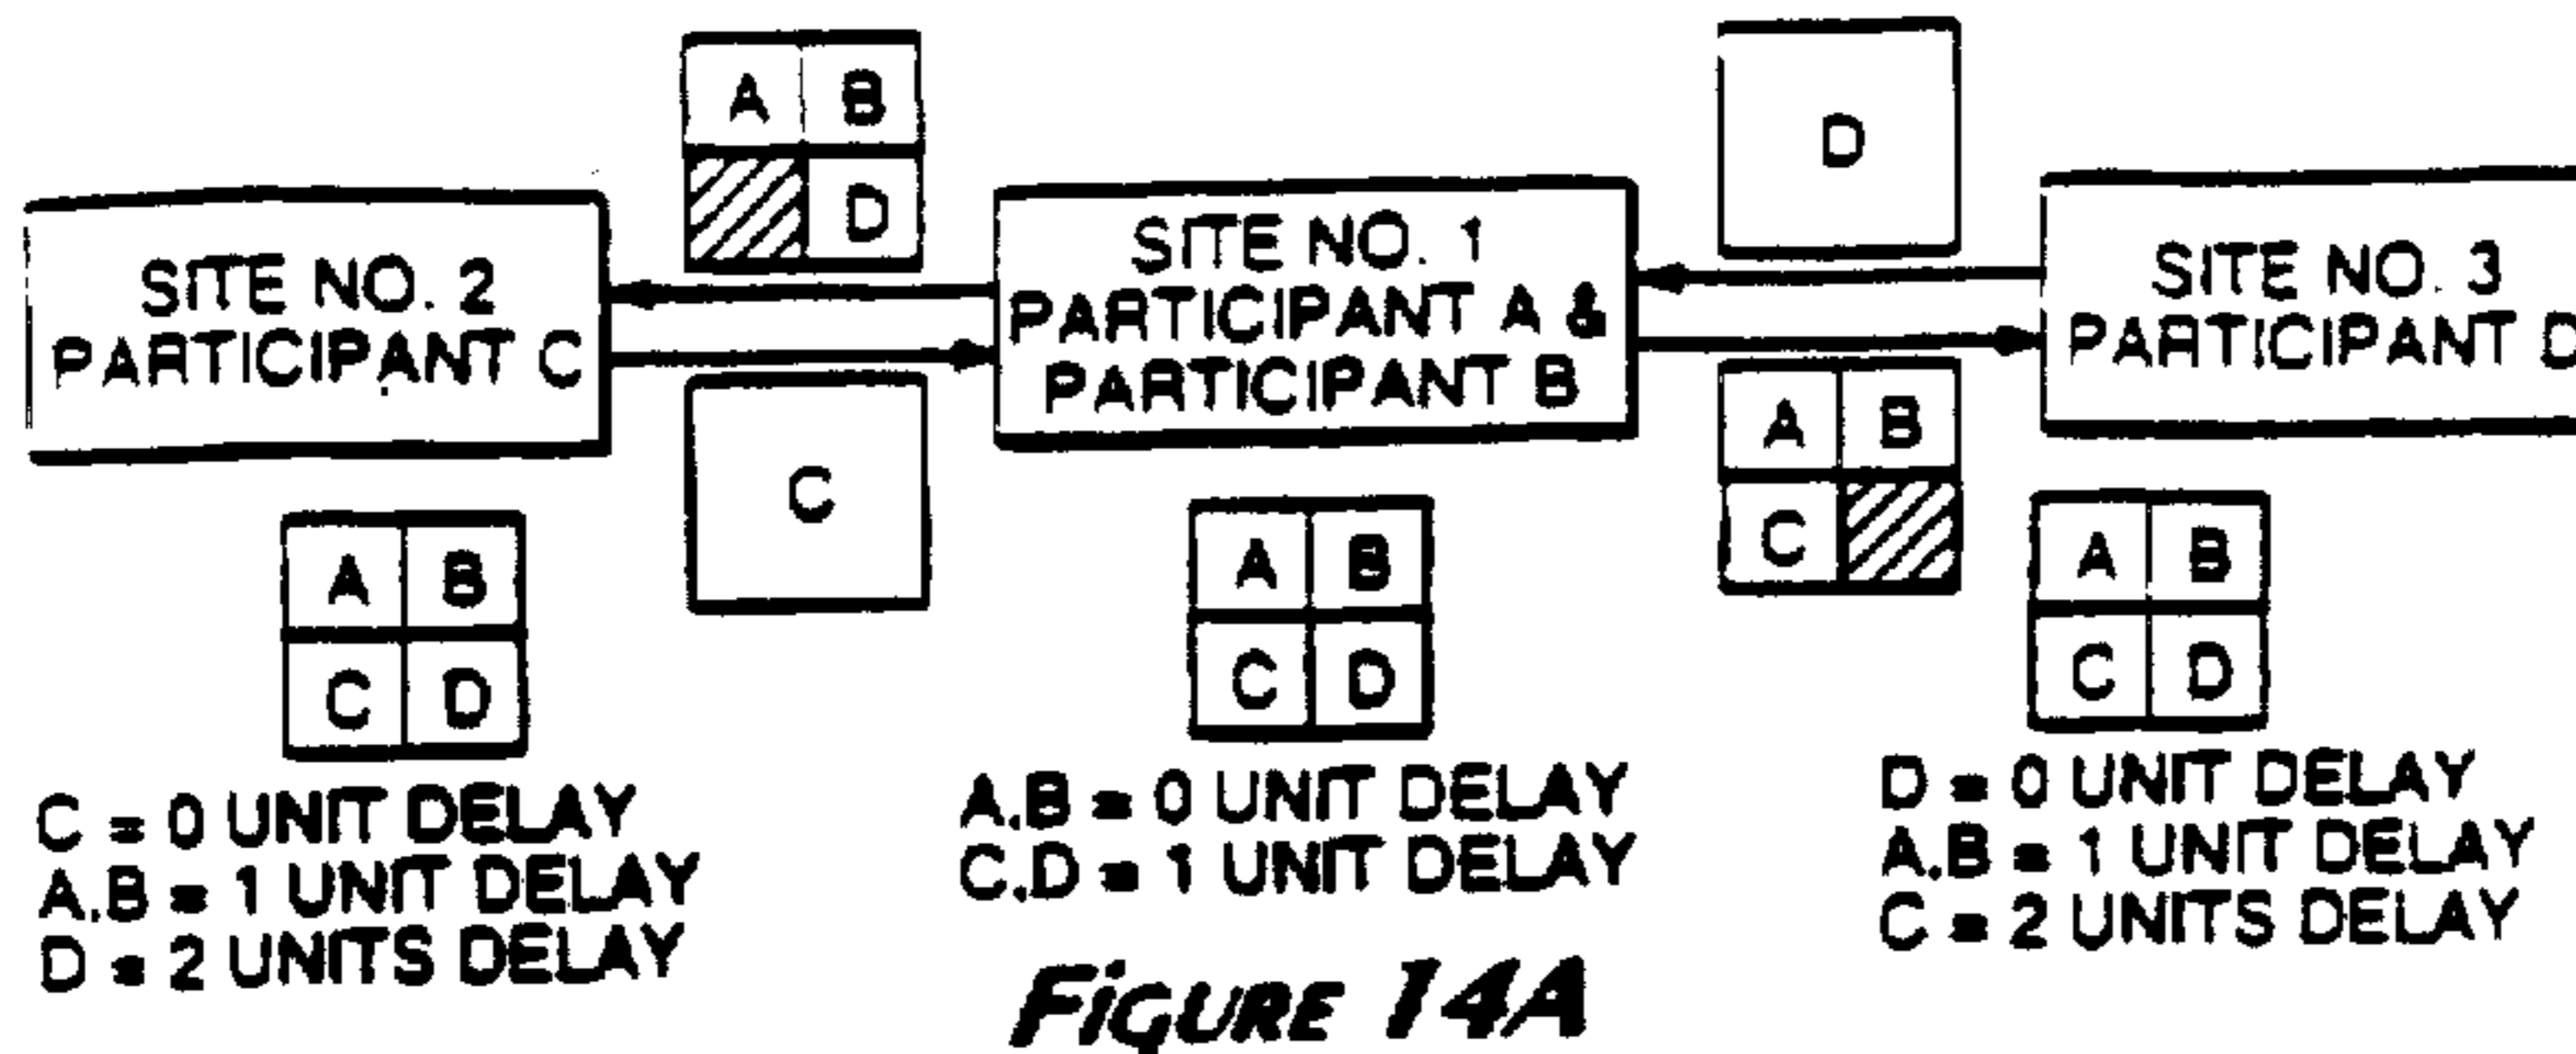 A B
D
D
SITE NO. 2
PARTICIPANT C
SITE NO. 1
PARTICIPANT A &
PARTICIPANT B
SITE NO. 3
PARTICIPANT D
C
A B
C
A B
C D
A B
C D
A B
C D
C = 0 UNIT DELAY
A.B = 1 UNIT DELAY
D = 2 UNITS DELAY
A.B = 0 UNIT DELAY
C.D = 1 UNIT DELAY
D = 0 UNIT DELAY
A.B = 1 UNIT DELAY
C = 2 UNITS DELAY
FIGURE 14A